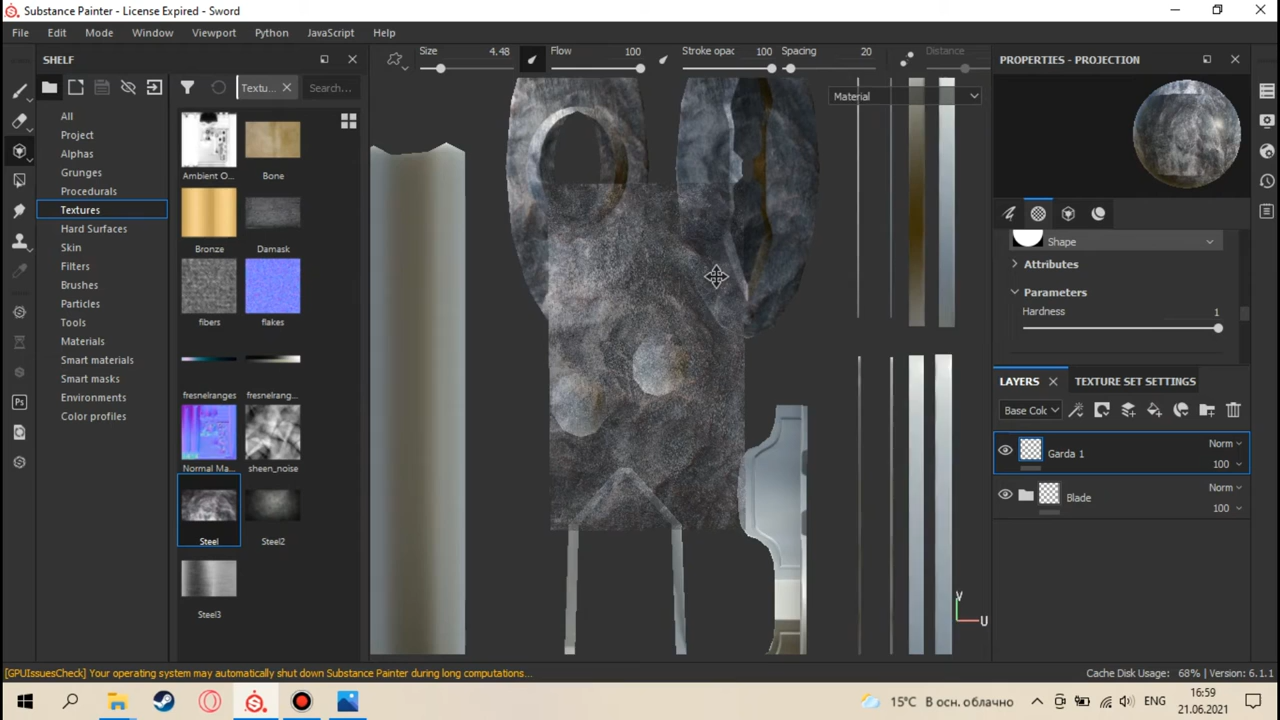 Substance Painter - License Expired - Sword
File Edit Mode Window Viewport Python JavaScript Help
SHELF
Size 4.48 Flow 100 Stroke opac 100 Spacing 20 Distance
PROPERTIES - PROJECTION
Textu... Search...
Material
All
Project
Alphas
Grunges
Procedurals
Textures
Hard Surfaces
Skin
Filters
Brushes
Particles
Tools
Materials
Smart materials
Smart masks
Environments
Color profiles
Ambient O... Bone
Bronze Damask
fibers flakes
fresnelranges fresnelrang...
Normal Ma... sheen_noise
Steel Steel2
Steel3
Shape
Attributes
Parameters
Hardness 1
LAYERS TEXTURE SET SETTINGS
Base Colo
Garda 1 Norm
100
Blade Norm
100
V
U
[GPUIssuesCheck] Your operating system may automatically shut down Substance Painter during long computations...
Cache Disk Usage: 68% | Version: 6.1.1
Ps
15°C В осн. облачно ENG 16:59
21.06.2021